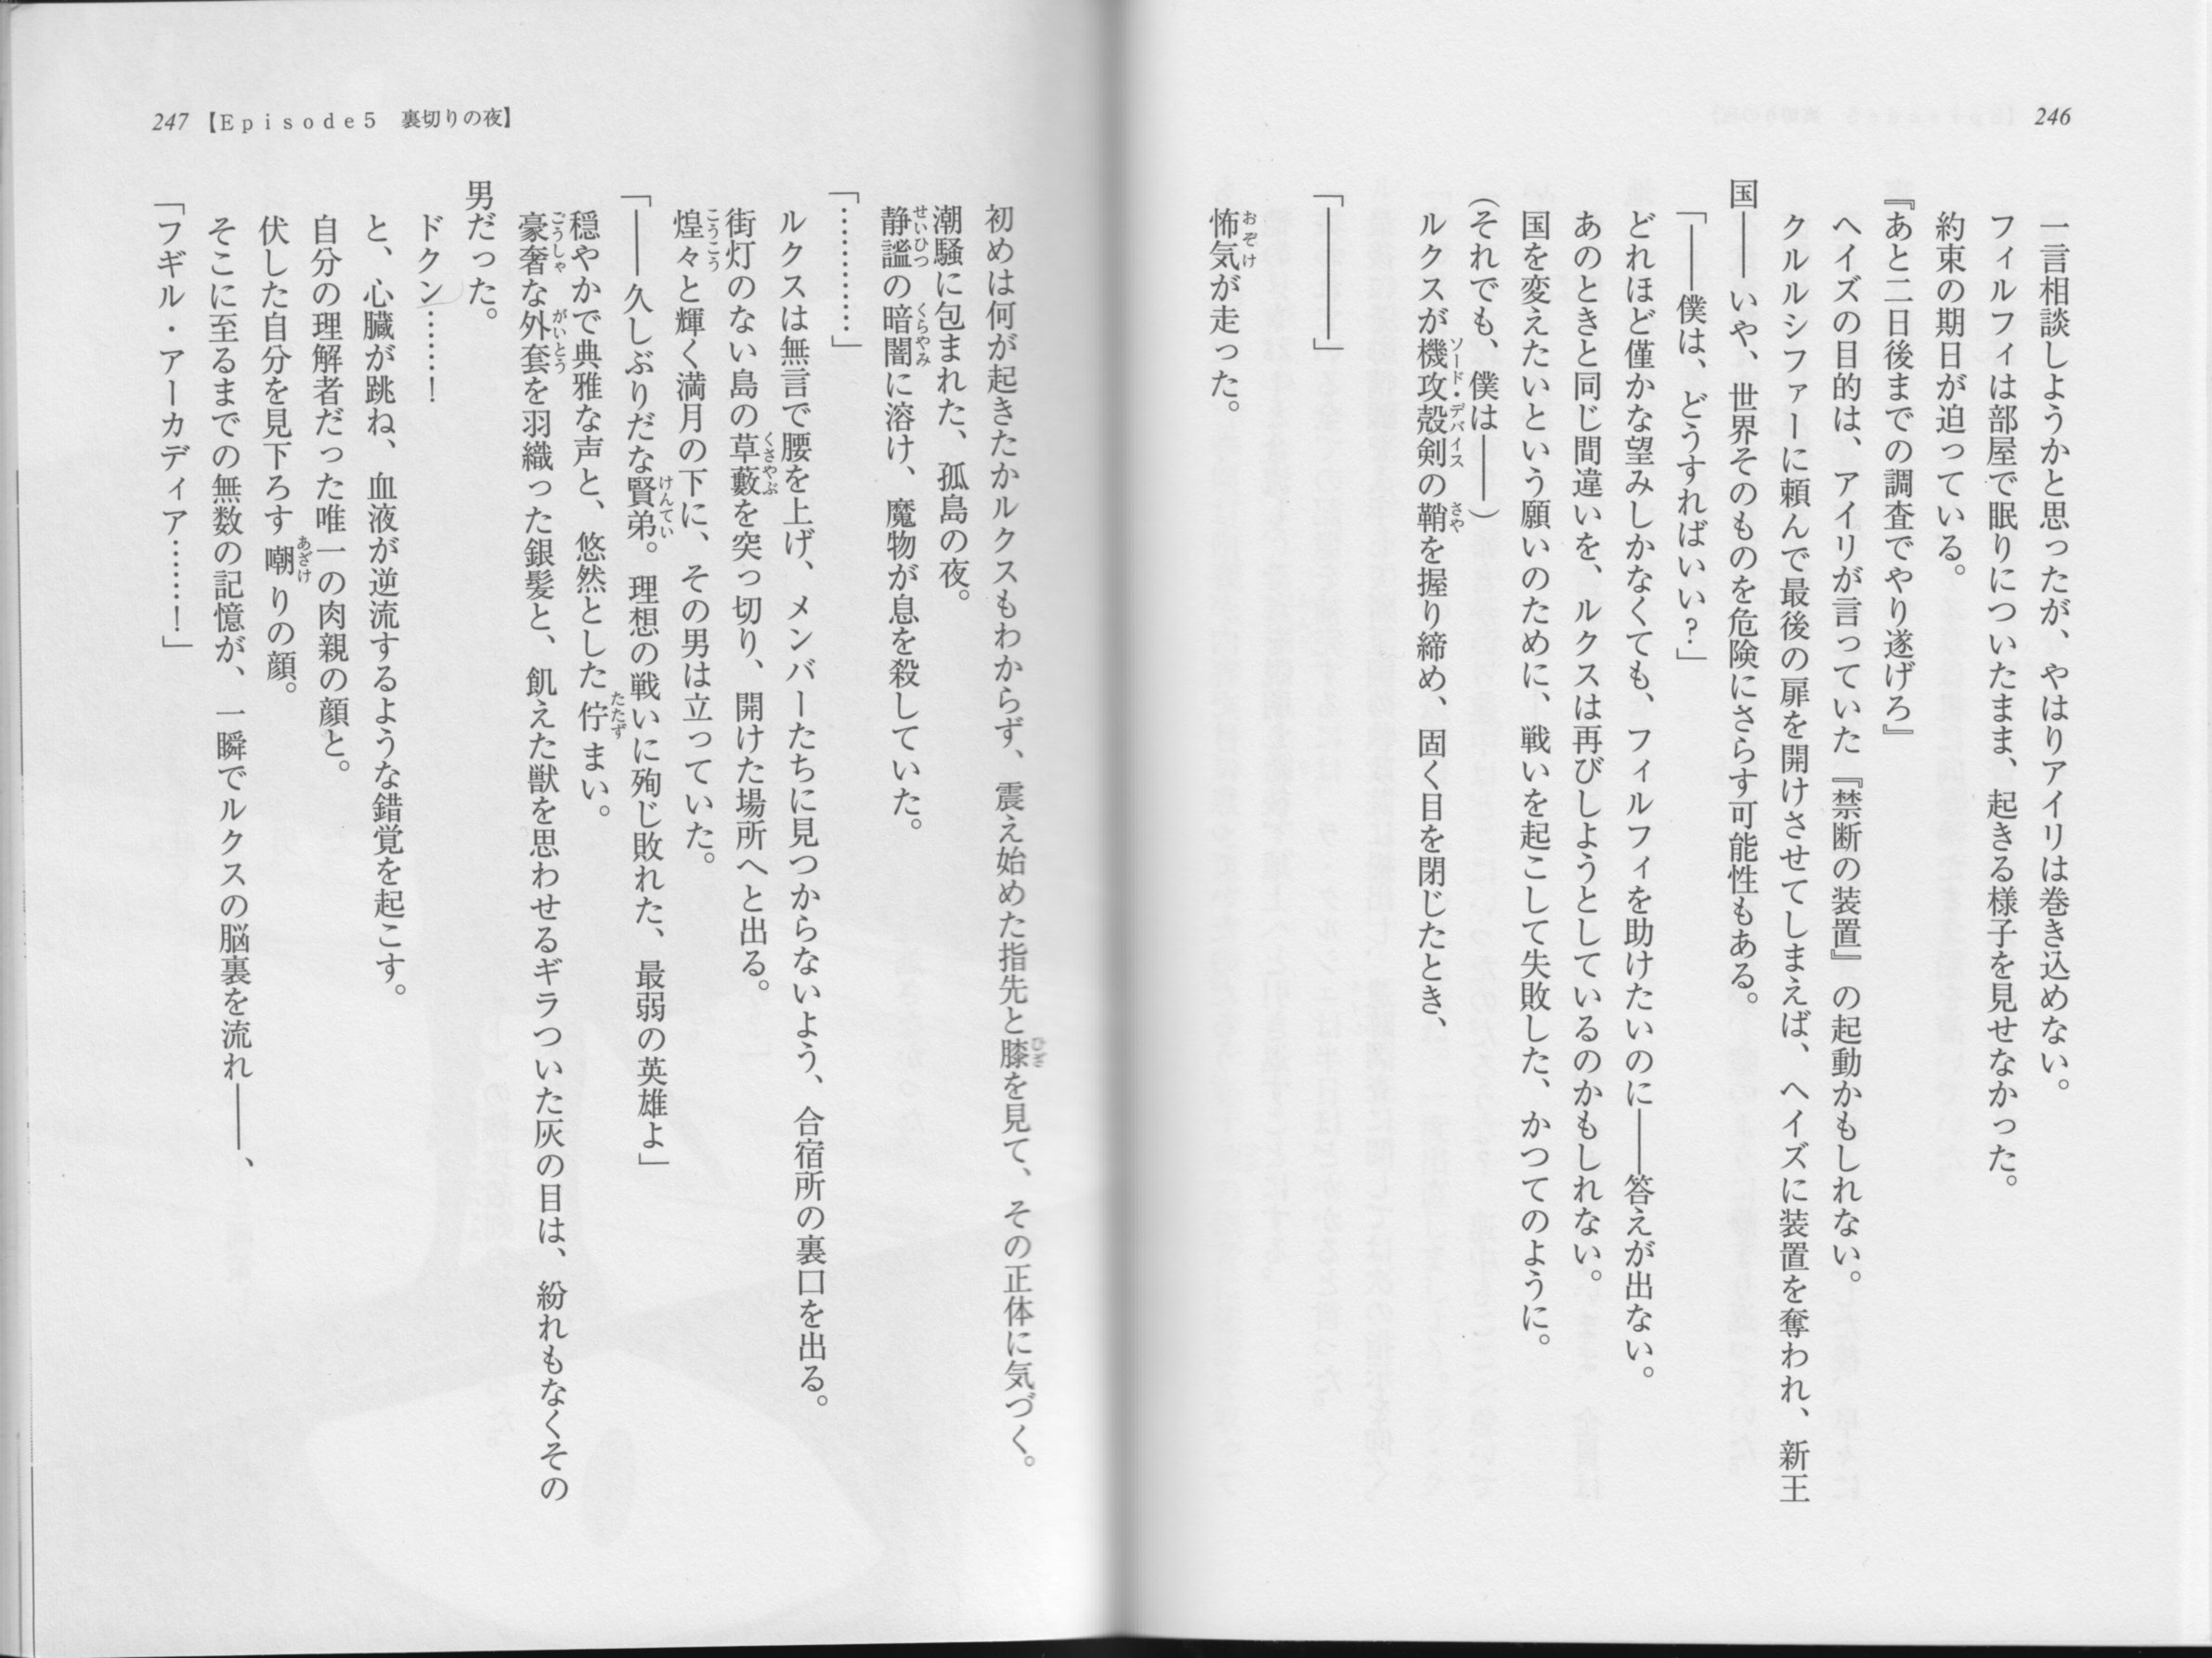 246
一言相談しようかと思ったが、やはりアイリは巻き込めない。
フィルフィは部屋で眠りについたまま、起きる様子を見せなかった。
約束の期日が迫っている。
『あと二日後までの調査でやり遂げろ』
ヘイズの目的は、アイリが言っていた『禁断の装置』の起動かもしれない。
クルルシファーに頼んで最後の扉を開けさせてしまえば、ヘイズに装置を奪われ、新王
国――いや、世界そのものを危険にさらす可能性もある。
「――僕は、どうすればいい?」
どれほど僅かな望みしかなくても、フィルフィを助けたいのに――答えが出ない。
あのときと同じ間違いを、ルクスは再びしようとしているのかもしれない。
国を変えたいという願いのために、戦いを起こして失敗した、かつてのように。
(それでも、僕は――)
ルクスが機攻殻剣の鞘を握り締め、固く目を閉じたとき、
「――――」
怖気が走った。
247 【Episode5 裏切りの夜】
初めは何が起きたかルクスもわからず、震え始めた指先と膝を見て、その正体に気づく。
潮騒に包まれた、孤島の夜。
静謐の暗闇に溶け、魔物が息を殺していた。
「…………」
ルクスは無言で腰を上げ、メンバーたちに見つからないよう、合宿所の裏口を出る。
街灯のない島の草藪を突っ切り、開けた場所へと出る。
煌々と輝く満月の下に、その男は立っていた。
「――久しぶりだな賢弟。理想の戦いに殉じ敗れた、最弱の英雄よ」
穏やかで典雅な声と、悠然とした佇まい。
豪奢な外套を羽織った銀髪と、飢えた獣を思わせるギラついた灰の目は、紛れもなくその
男だった。
ドクン……!
と、心臓が跳ね、血液が逆流するような錯覚を起こす。
自分の理解者だった唯一の肉親の顔と。
伏した自分を見下ろす嘲りの顔。
そこに至るまでの無数の記憶が、一瞬でルクスの脳裏を流れ――、
「フギル・アーカディア……!」